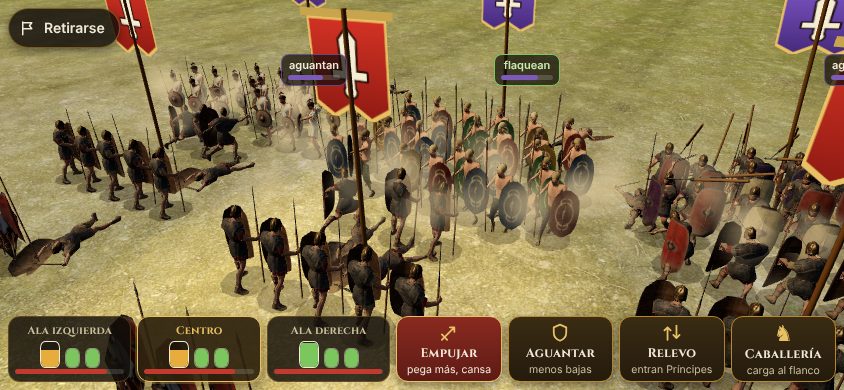 Retirarse
aguantan
flaquean
ag
ALA IZQUIERDA
CENTRO
ALA DERECHA
EMPUJAR
pega más, cansa
AGUANTAR
menos bajas
RELEVO
entran Príncipes
CABALLERÍA
carga al flanco